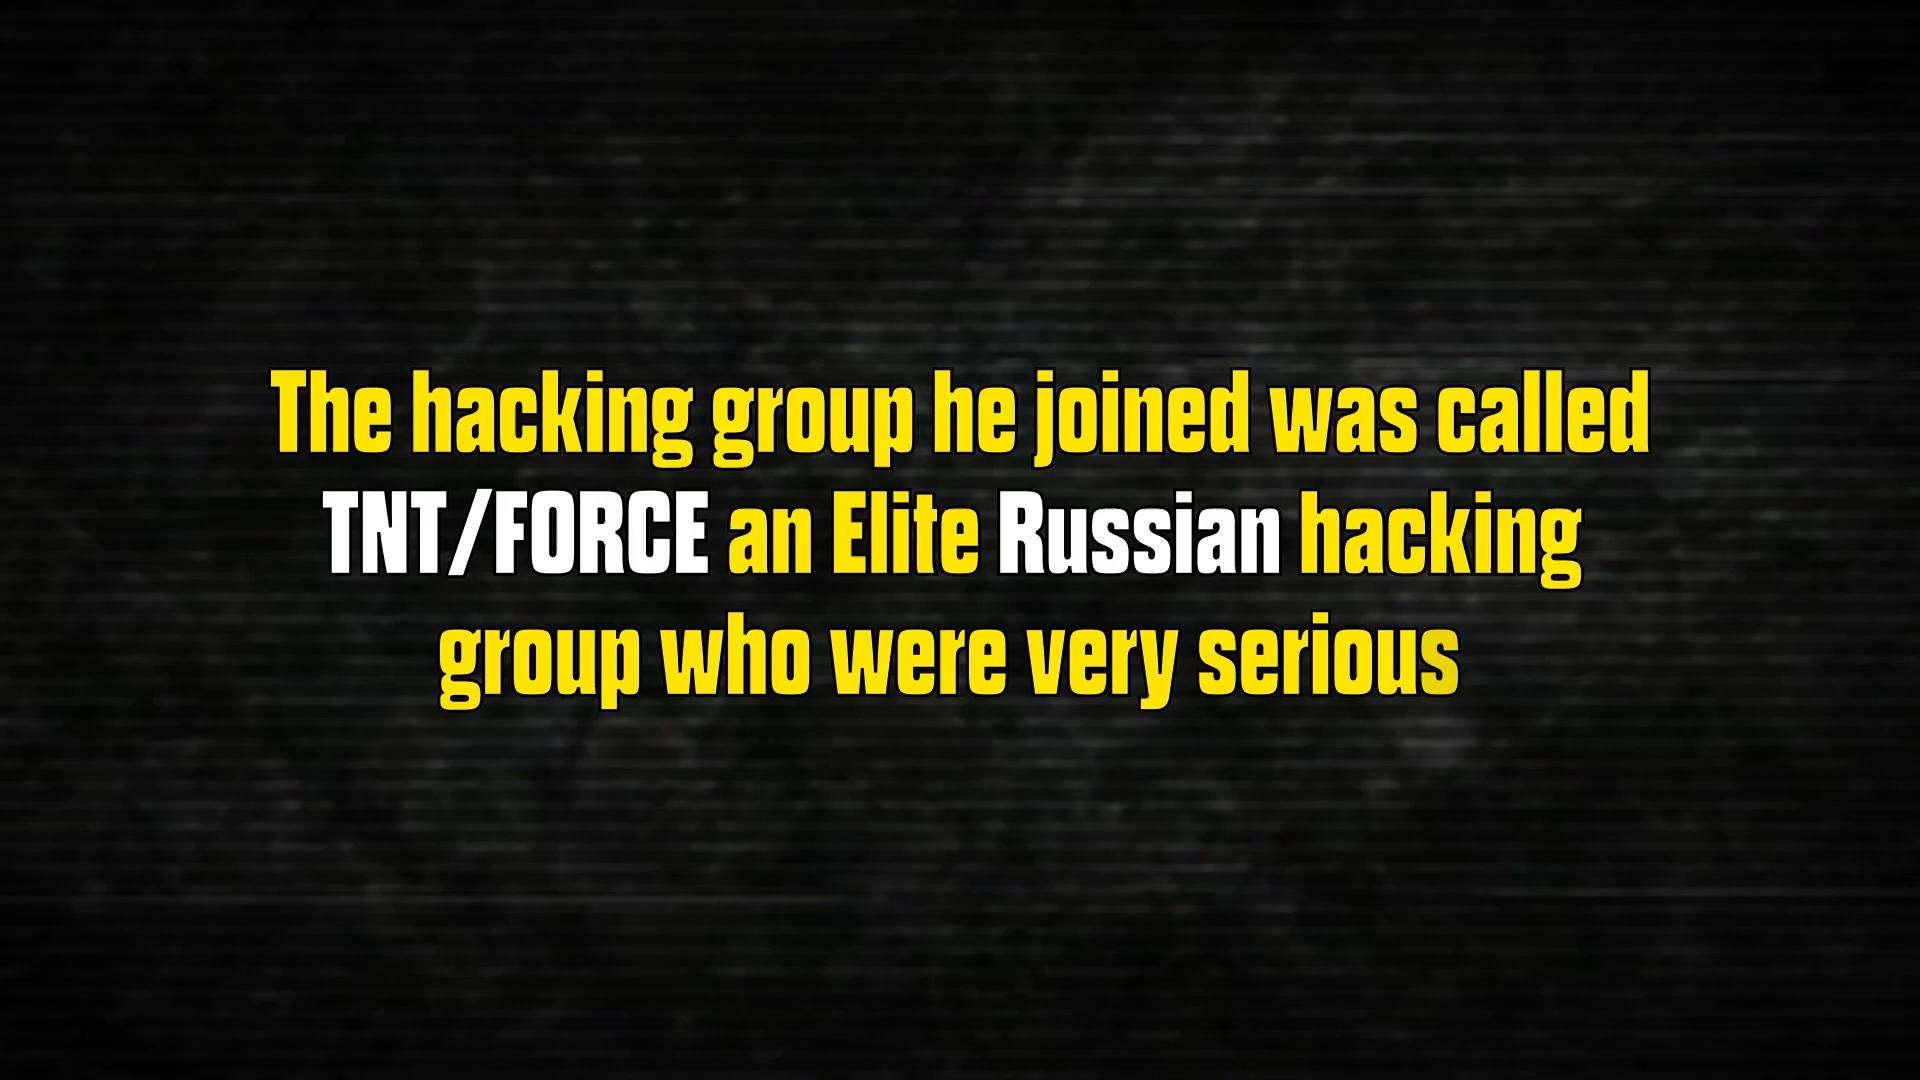 The hacking group he joined was called
TNT/FORCE an Elite Russian hacking
group who were very serious